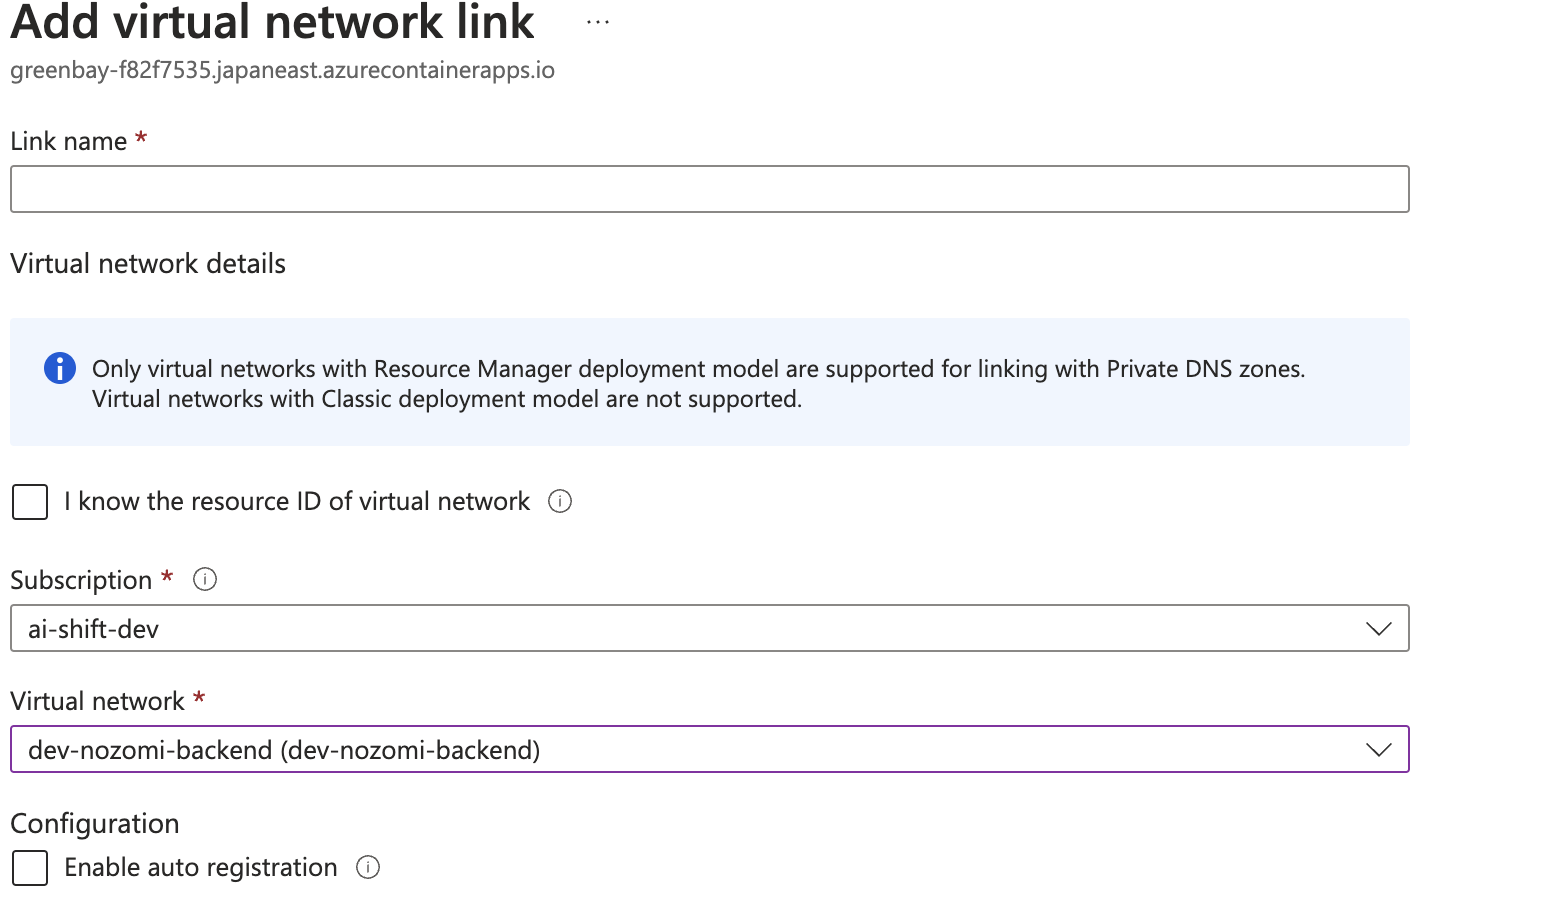 Add virtual network link ...
greenbay-f82f7535.japaneast.azurecontainerapps.io
Link name *
Virtual network details
Only virtual networks with Resource Manager deployment model are supported for linking with Private DNS zones.
Virtual networks with Classic deployment model are not supported.
I know the resource ID of virtual network
Subscription *
ai-shift-dev
Virtual network *
dev-nozomi-backend (dev-nozomi-backend)
Configuration
Enable auto registration